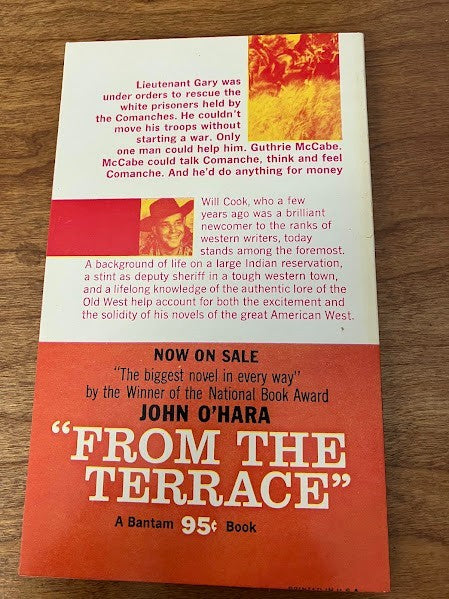 Lieutenant Gary was
under orders to rescue the
white prisoners held by
the Comanches. He couldn't
move his troops without
starting a war. Only
one man could help him. Guthrie McCabe.
McCabe could talk Comanche, think and feel
Comanche. And he'd do anything for money
Will Cook, who a few
years ago was a brilliant
newcomer to the ranks of
western writers, today
stands among the foremost.
A background of life on a large Indian reservation,
a stint as deputy sheriff in a tough western town,
and a lifelong knowledge of the authentic lore of the
Old West help account for both the excitement and
the solidity of his novels of the great American West.
NOW ON SALE
"The biggest novel in every way"
by the Winner of the National Book Award
JOHN O'HARA
"FROM THE
TERRACE"
A Bantam 95¢ Book
PRINTED IN U.S.A.